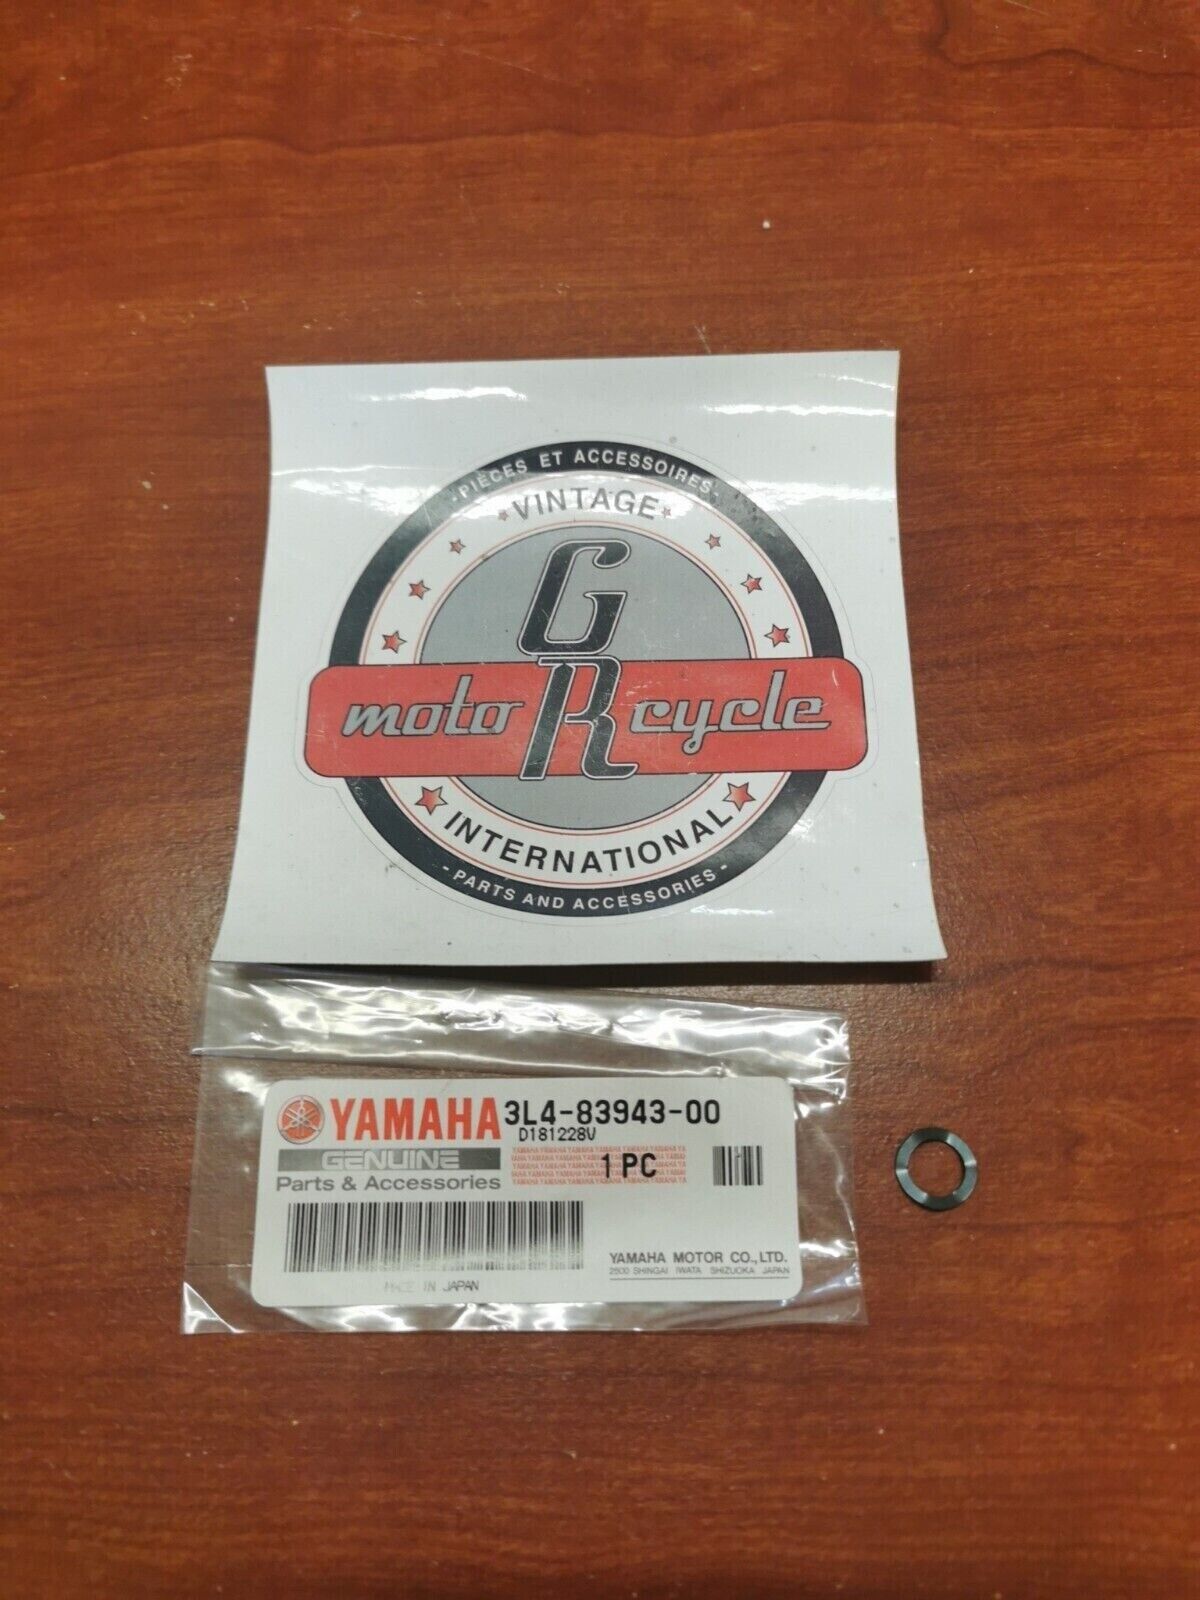 - PIÈCES ET ACCESSOIRES -
VINTAGE
GR
moto cycle
INTERNATIONAL
- PARTS AND ACCESSORIES -
YAMAHA 3L4-83943-00
D181228V
GENUINE
Parts & Accessories
1 PC
YAMAHA MOTOR CO.,LTD.
2500 SHINGAI IWATA SHIZUOKA JAPAN
MADE IN JAPAN